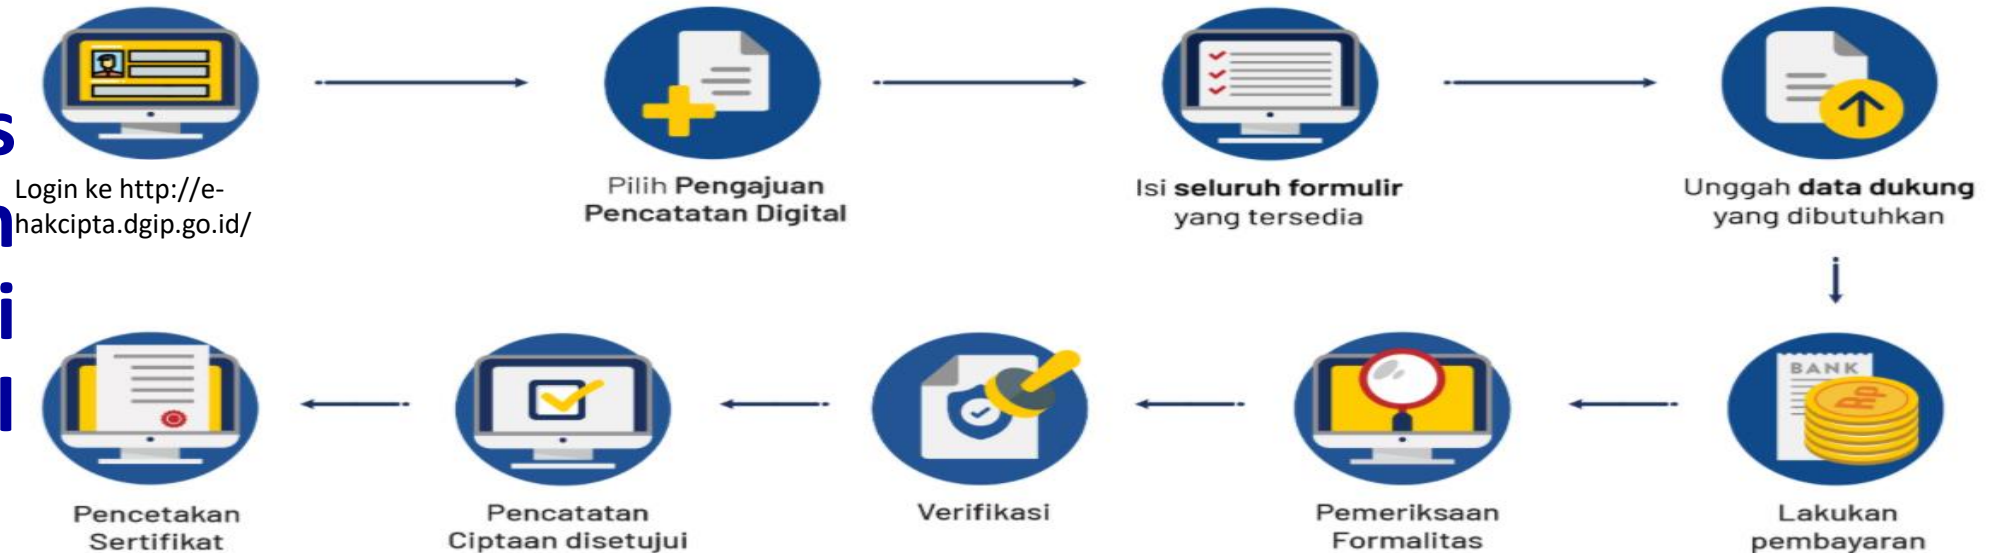 Login ke http://e-
hakcipta.dgip.go.id/
Pilih Pengajuan
Pencatatan Digital
Isi seluruh formulir
yang tersedia
Unggah data dukung
yang dibutuhkan
BANK
Rp
Lakukan
pembayaran
Pemeriksaan
Formalitas
Verifikasi
Pencatatan
Ciptaan disetujui
Pencetakan
Sertifikat